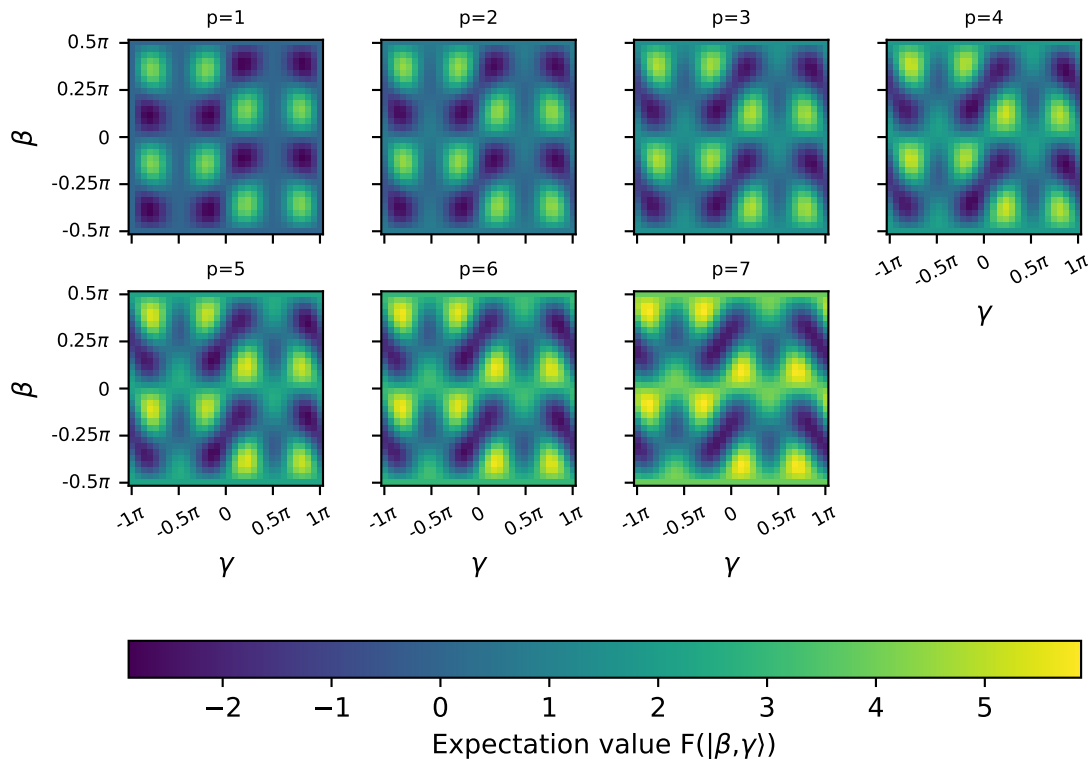 p=1 p=2 p=3 p=4
0.5π
0.25π
0
-0.25π
-0.5π
β
-1π -0.5π 0 0.5π 1π
γ
p=5 p=6 p=7
0.5π
0.25π
0
-0.25π
-0.5π
β
-1π -0.5π 0 0.5π 1π -1π -0.5π 0 0.5π 1π -1π -0.5π 0 0.5π 1π
γ γ γ
−2 −1 0 1 2 3 4 5
Expectation value F(|β,γ⟩)